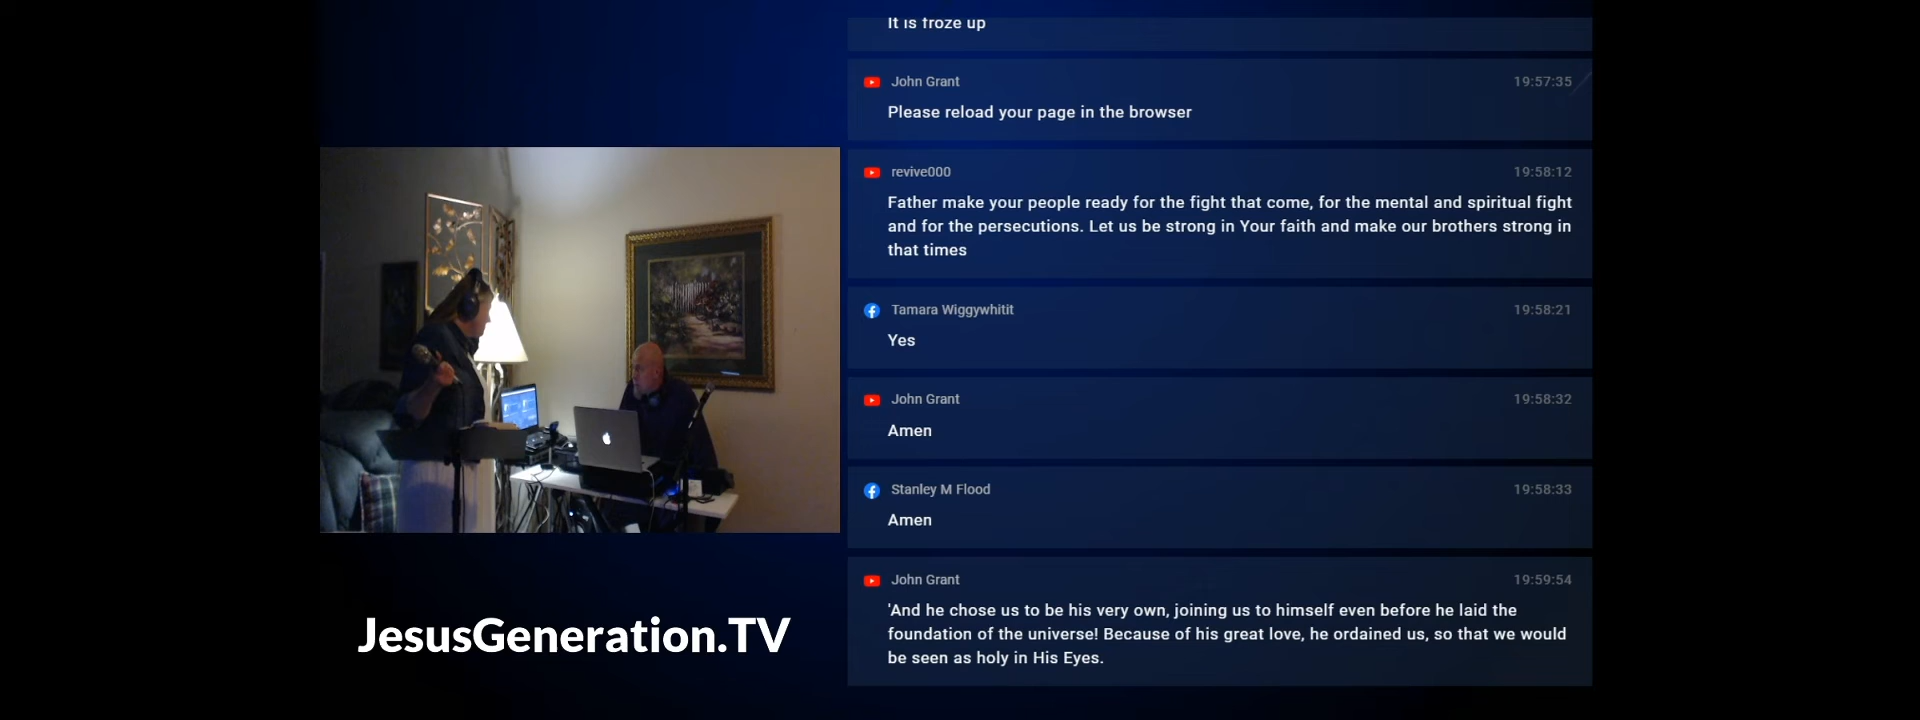 It is froze up
John Grant 19:57:35
Please reload your page in the browser
revive000 19:58:12
Father make your people ready for the fight that come, for the mental and spiritual fight
and for the persecutions. Let us be strong in Your faith and make our brothers strong in
that times
Tamara Wiggywhitit 19:58:21
Yes
John Grant 19:58:32
Amen
Stanley M Flood 19:58:33
Amen
John Grant 19:59:54
'And he chose us to be his very own, joining us to himself even before he laid the
foundation of the universe! Because of his great love, he ordained us, so that we would
be seen as holy in His Eyes.
JesusGeneration.TV